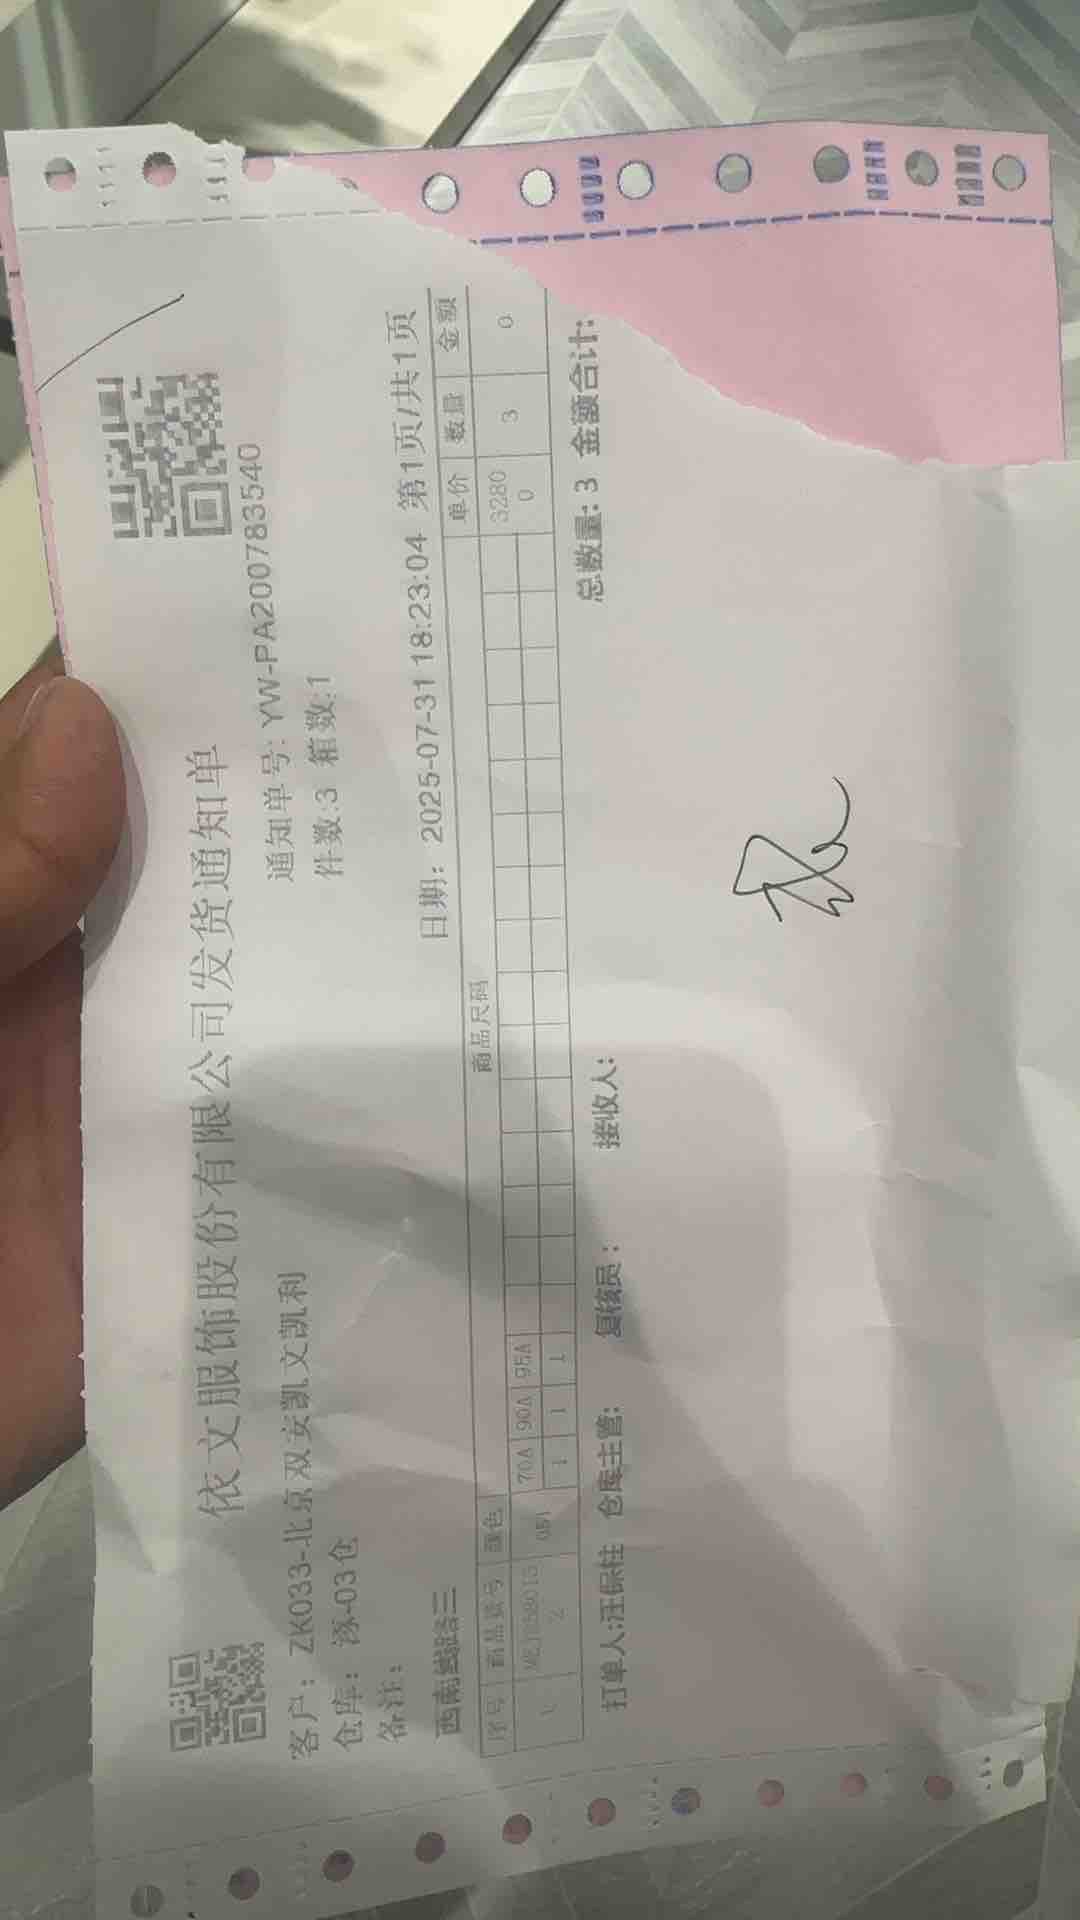 依文服饰股份有限公司发货通知单
客户: ZK033-北京双安凯文凯利
通知单号: YW-PA200783540
仓库: 涿-03仓
件数:3 箱数:1
备注:
西南线路三
日期: 2025-07-31 18:23:04 第1页/共1页
序号 商品货号 颜色 商品尺码 单价 数量 金额
70A 90A 95A
1 051 1 1 1 3280 0 3 0
总数量: 3 金额合计:
打单人:汪保柱 仓库主管: 复核员: 接收人: